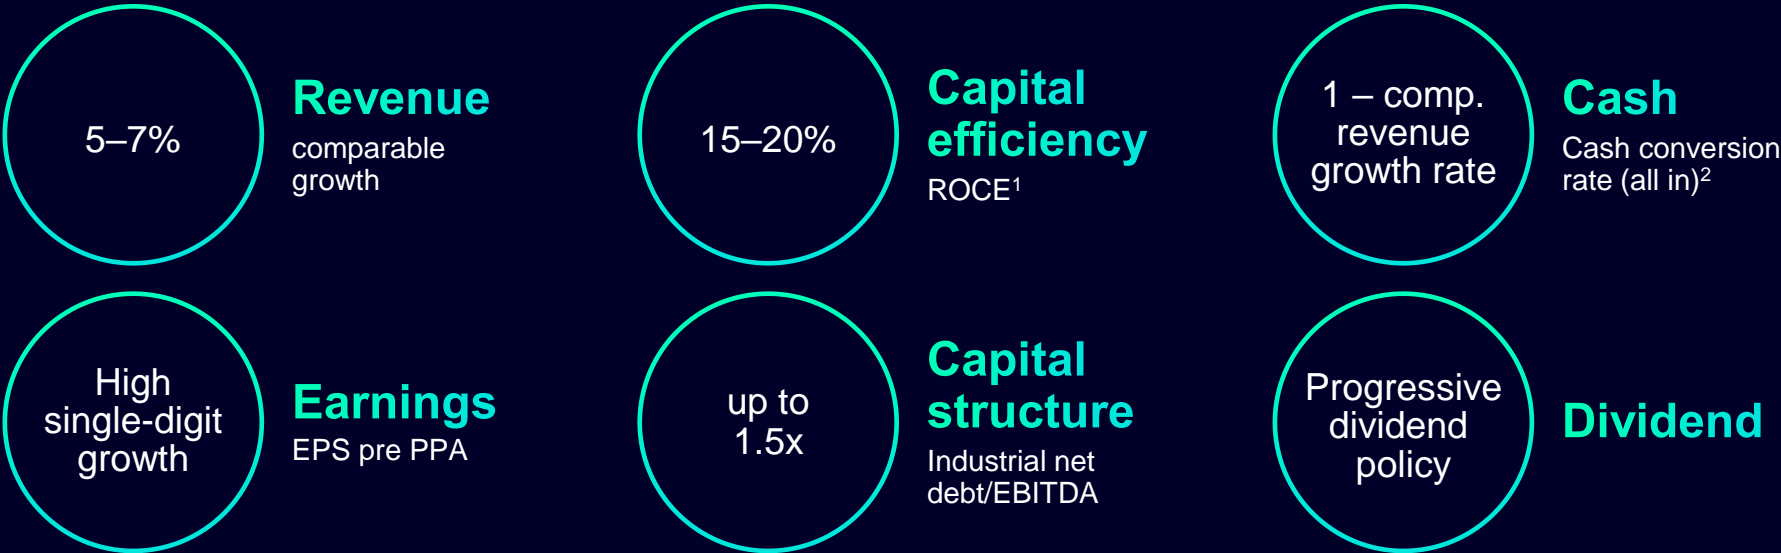 5–7%
Revenue
comparable
growth
15–20%
Capital
efficiency
ROCE¹
1 – comp.
revenue
growth rate
Cash
Cash conversion
rate (all in)²
High
single-digit
growth
Earnings
EPS pre PPA
up to
1.5x
Capital
structure
Industrial net
debt/EBITDA
Progressive
dividend
policy
Dividend